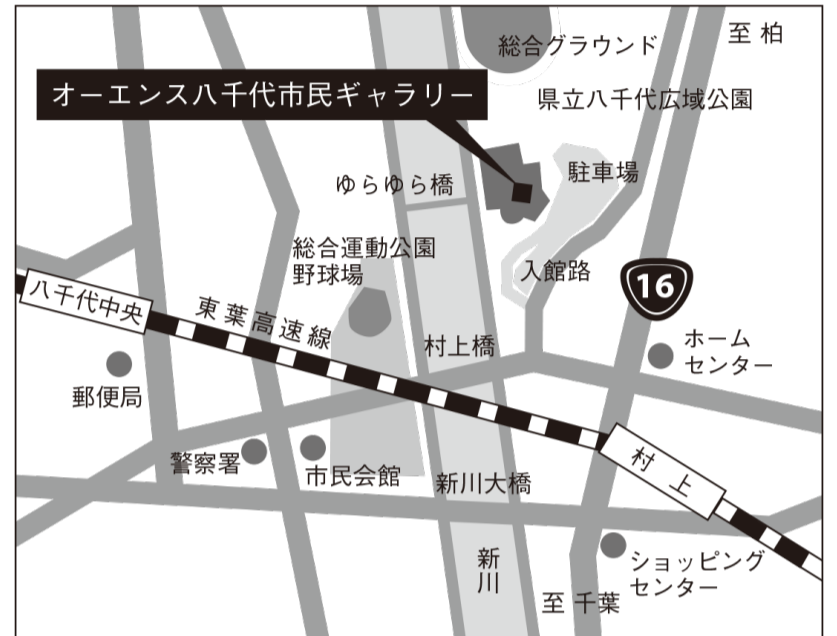 総合グラウンド
至 柏
オーエンス八千代市民ギャラリー
県立八千代広域公園
駐車場
ゆらゆら橋
総合運動公園
野球場
入館路
16
八千代中央
東葉高速線
村上橋
ホーム
センター
郵便局
警察署
市民会館
新川大橋
村 上
新川
ショッピング
センター
至 千葉